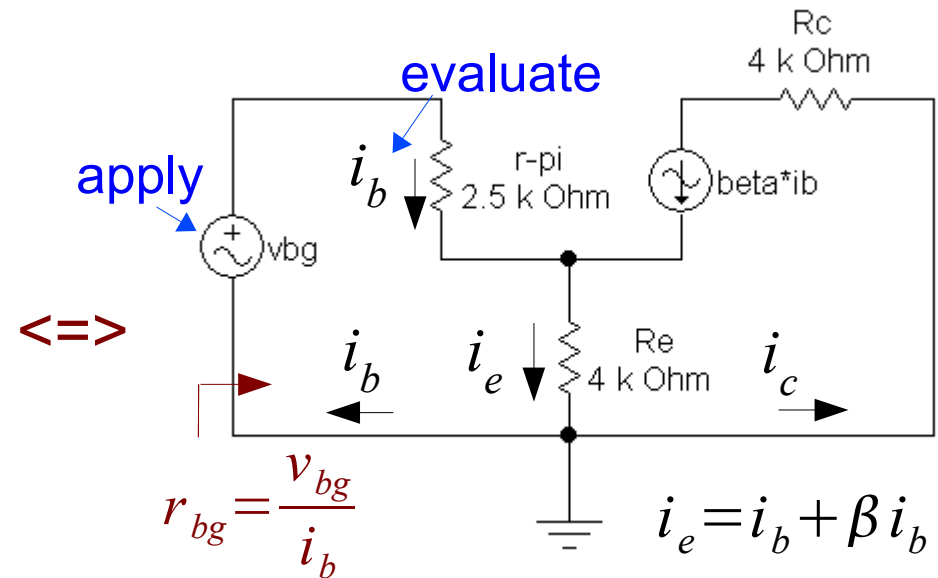 Rc
4 k Ohm
evaluate
apply
i_b
r-pi
2.5 k Ohm
beta*ib
+
vbg
<=>
i_b
i_e
Re
4 k Ohm
i_c
r_bg = v_bg / i_b
i_e = i_b + β i_b